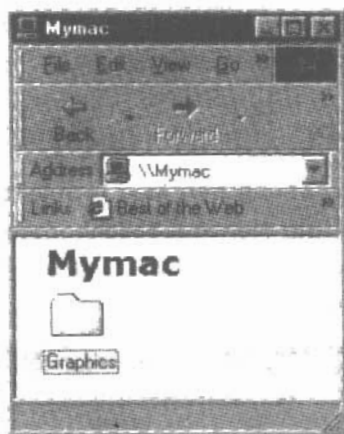 Mymac
File Edit View Go »
Back Forward »
Address \\Mymac
Links Best of the Web »
Mymac
Graphics